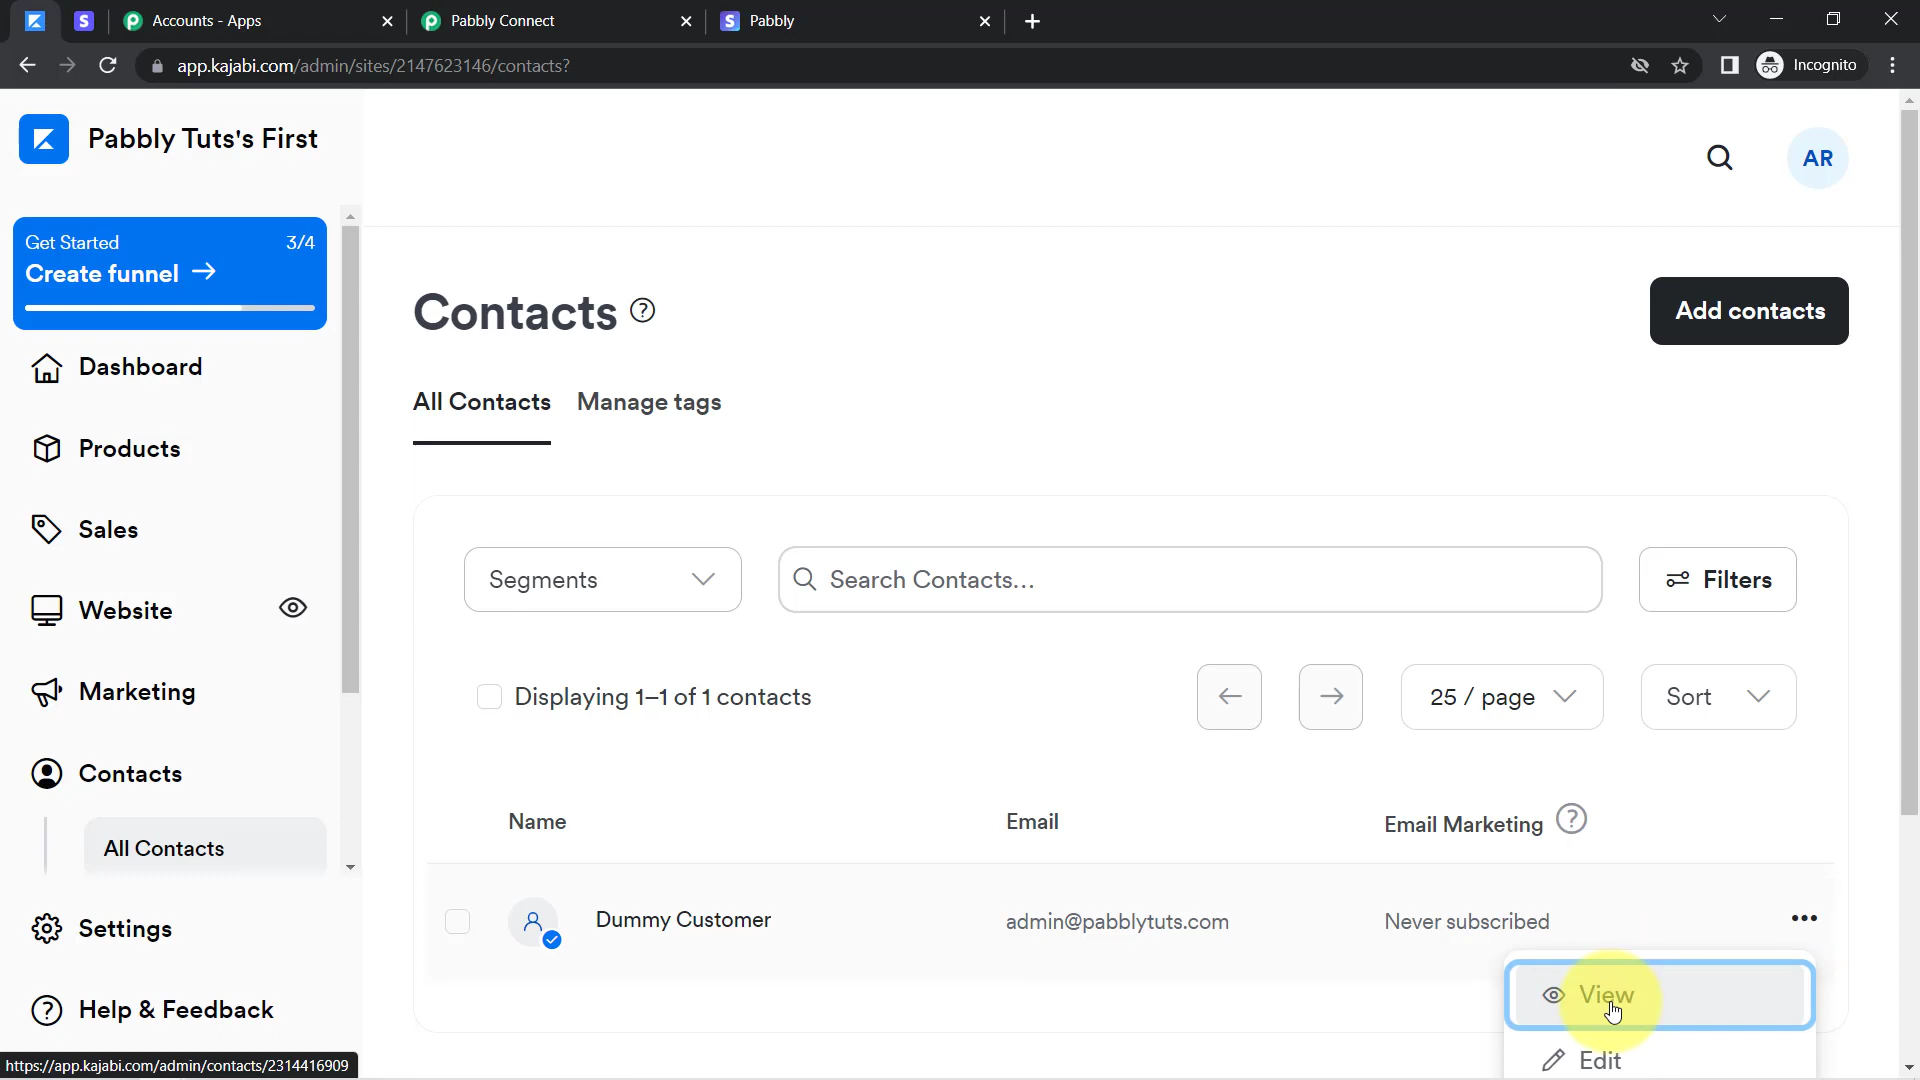 Accounts - Apps
Pabbly Connect
Pabbly
app.kajabi.com/admin/sites/2147623146/contacts?
Incognito
Pabbly Tuts's First
AR
Get Started 3/4
Create funnel →
Contacts
Add contacts
Dashboard
All Contacts Manage tags
Products
Sales
Segments
Search Contacts...
Filters
Website
Marketing
Displaying 1–1 of 1 contacts
25 / page
Sort
Contacts
Name Email Email Marketing
All Contacts
Dummy Customer admin@pabblytuts.com Never subscribed
Settings
View
Help & Feedback
Edit
https://app.kajabi.com/admin/contacts/2314416909